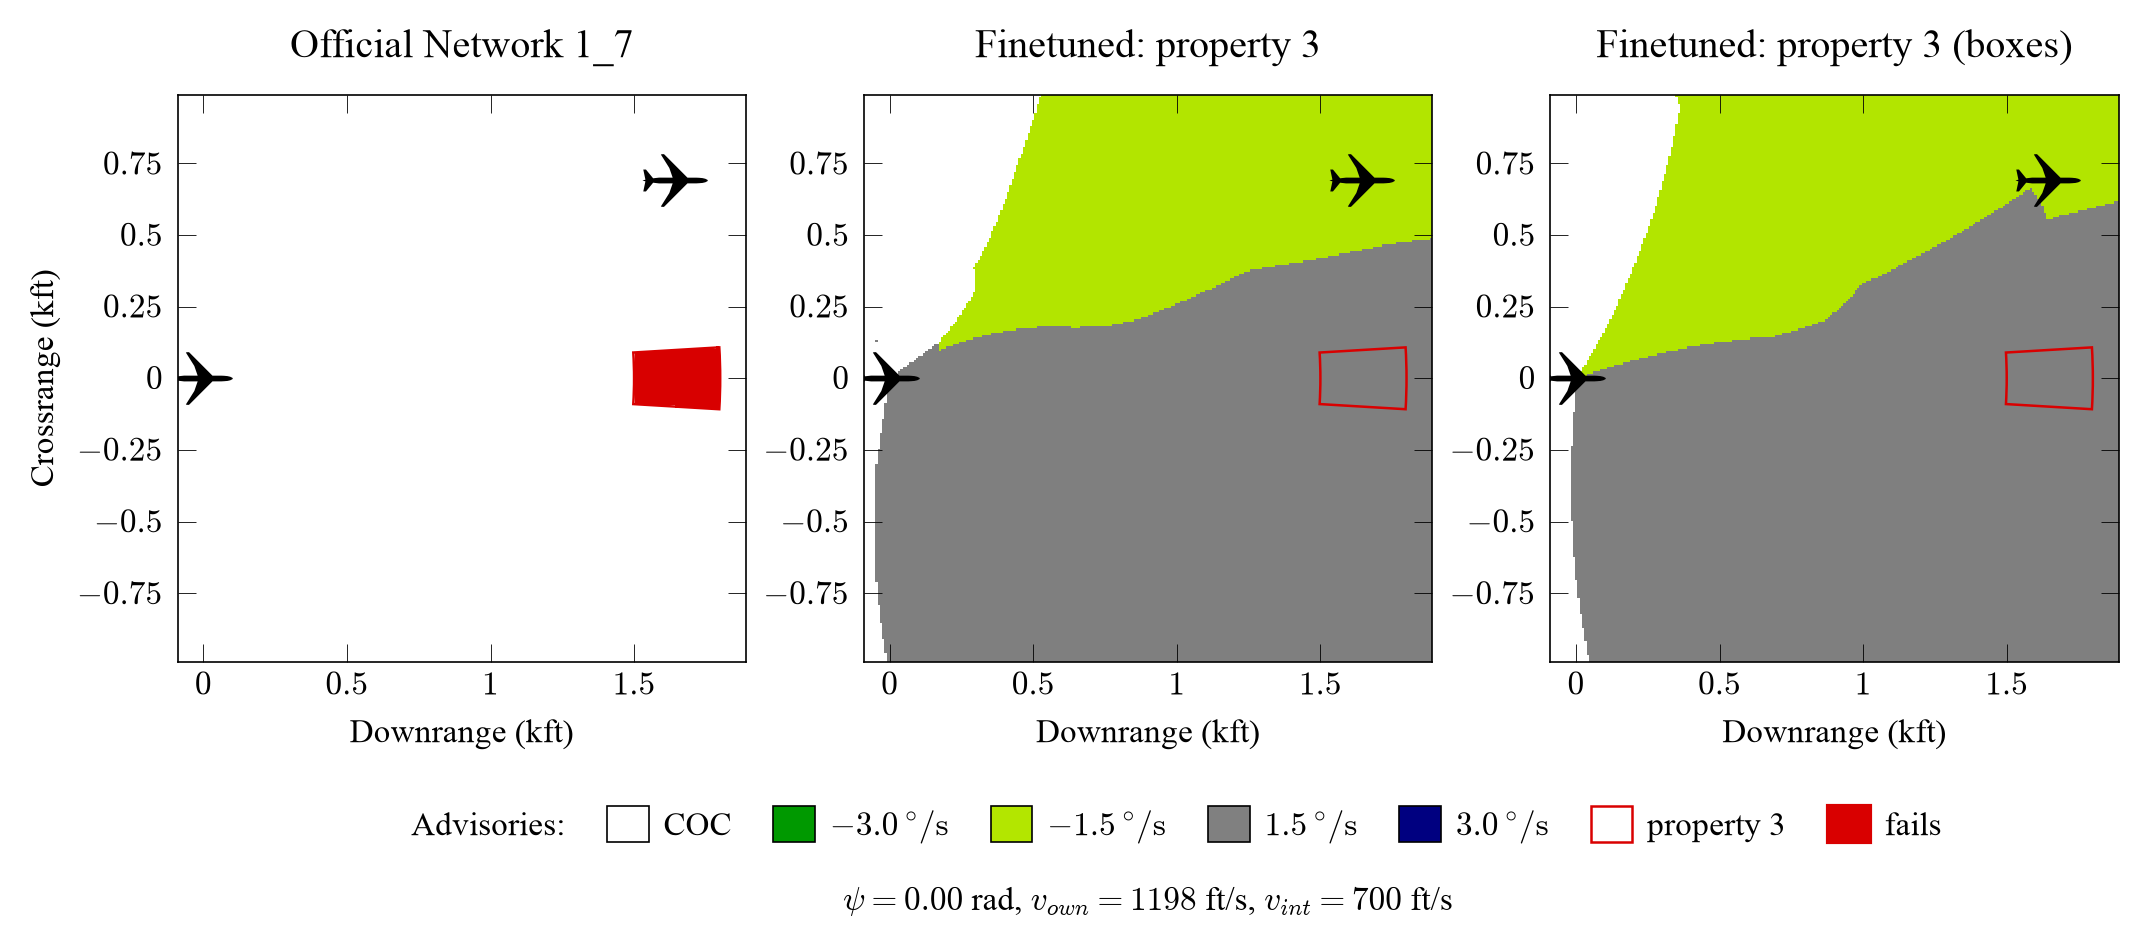 Official Network 1_7
Finetuned: property 3
Finetuned: property 3 (boxes)
Crossrange (kft)
0.75
0.5
0.25
0
−0.25
−0.5
−0.75
0 0.5 1 1.5
Downrange (kft)
0.75
0.5
0.25
0
−0.25
−0.5
−0.75
0 0.5 1 1.5
Downrange (kft)
0.75
0.5
0.25
0
−0.25
−0.5
−0.75
0 0.5 1 1.5
Downrange (kft)
Advisories: COC −3.0 °/s −1.5 °/s 1.5 °/s 3.0 °/s property 3 fails
ψ = 0.00 rad, v_own = 1198 ft/s, v_int = 700 ft/s